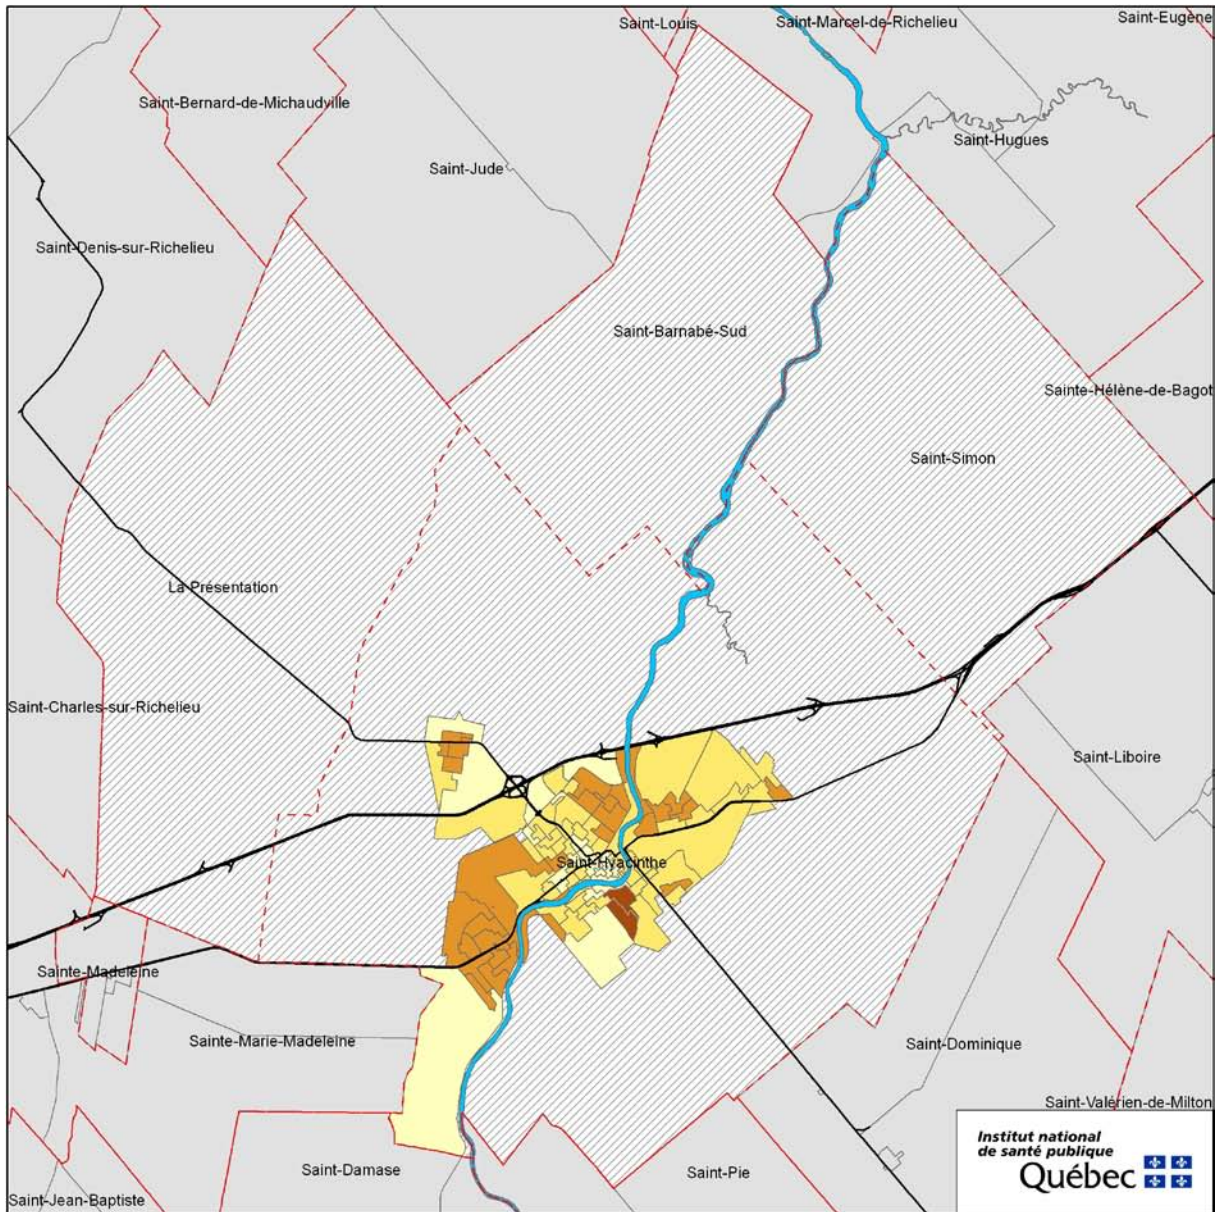 Saint-Louis
Saint-Marcel-de-Richelieu
Saint-Eugène
Saint-Bernard-de-Michaudville
Saint-Hugues
Saint-Jude
Saint-Denis-sur-Richelieu
Saint-Barnabé-Sud
Sainte-Hélène-de-Bagot
Saint-Simon
La Présentation
Saint-Charles-sur-Richelieu
Saint-Liboire
Saint-Hyacinthe
Sainte-Madeleine
Sainte-Marie-Madeleine
Saint-Dominique
Saint-Valérien-de-Milton
Saint-Damase
Saint-Pie
Saint-Jean-Baptiste
Institut national
de santé publique
Québec